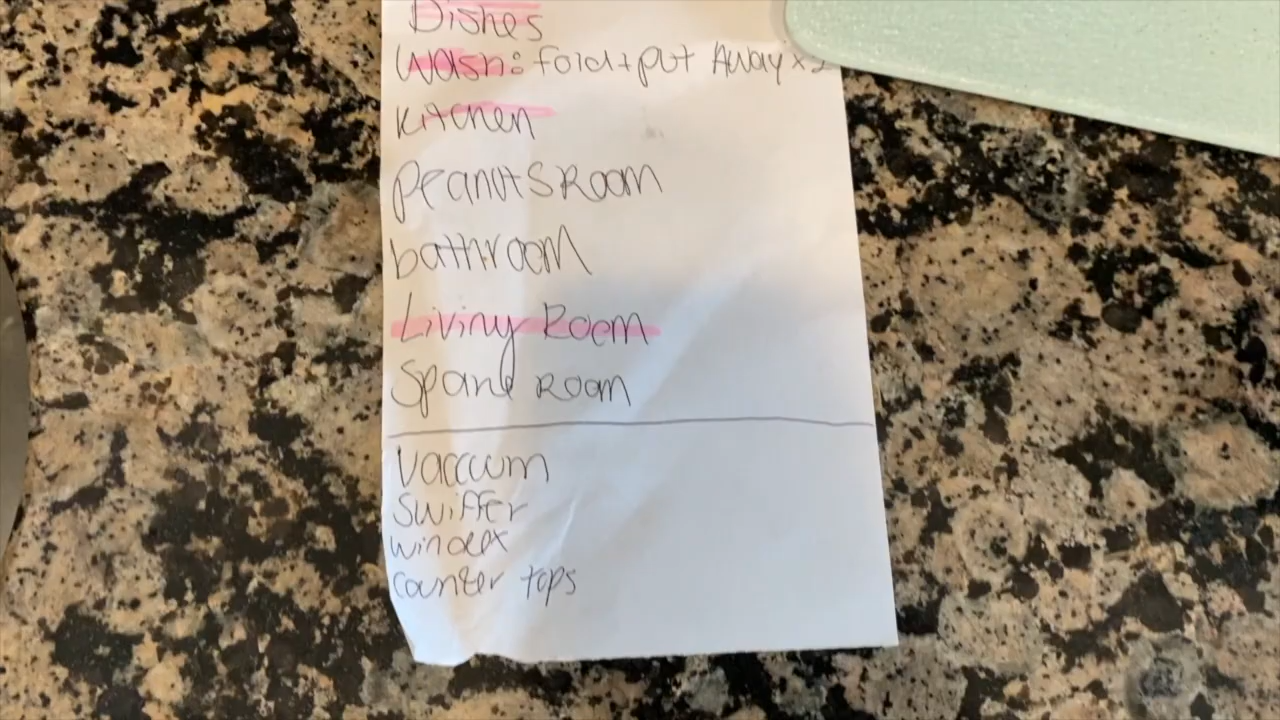 Dishes
Wash: Fold + put Away x
Kitchen
Peanuts Room
bathroom
Living Room
Spare Room
Vaccum
Swiffer
windex
counter tops